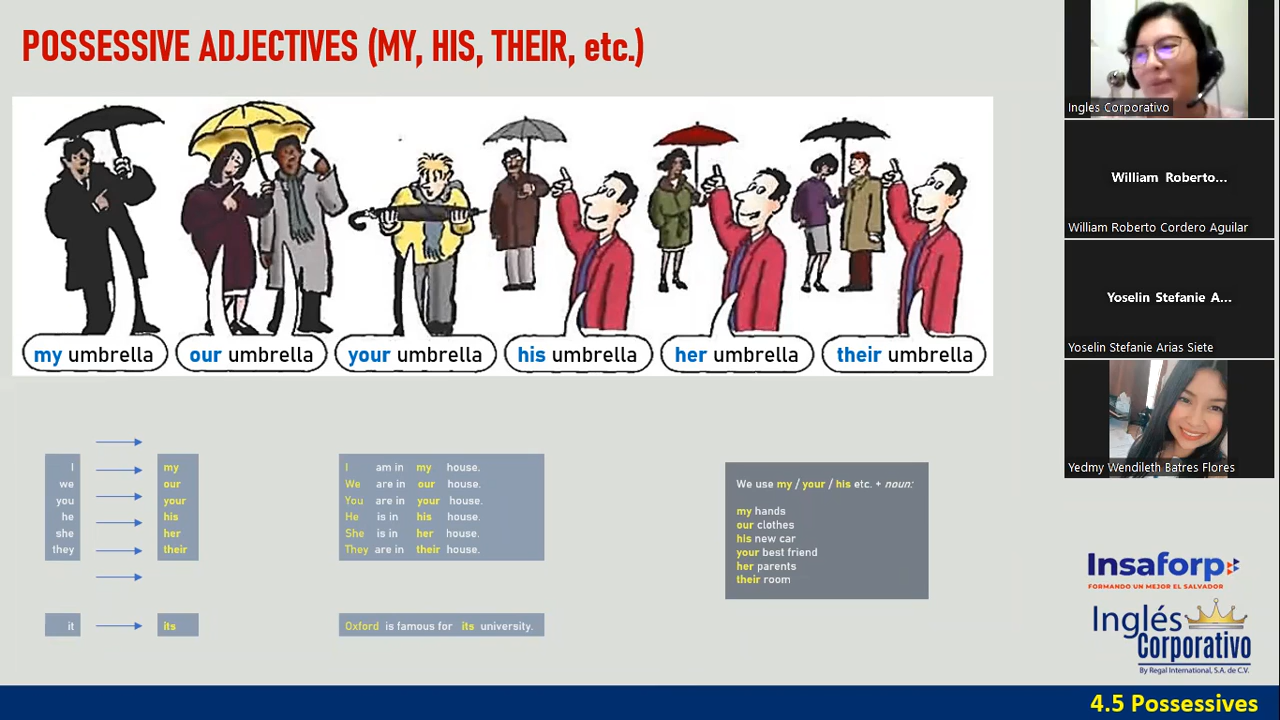 POSSESSIVE ADJECTIVES (MY, HIS, THEIR, etc.)
my umbrella
our umbrella
your umbrella
his umbrella
her umbrella
their umbrella
I my
we our
you your
he his
she her
they their
it its
I am in my house.
We are in our house.
You are in your house.
He is in his house.
She is in her house.
They are in their house.
Oxford is famous for its university.
We use my / your / his etc. + noun:
my hands
our clothes
his new car
your best friend
her parents
their room
Ingles Corporativo
William Roberto...
William Roberto Cordero Aguilar
Yoselin Stefanie A...
Yoselin Stefanie Arias Siete
Yedmy Wendileth Batres Flores
Insaforp
FORMANDO UN MEJOR EL SALVADOR
Inglés
Corporativo
By Regal International, S.A. de C.V.
4.5 Possessives